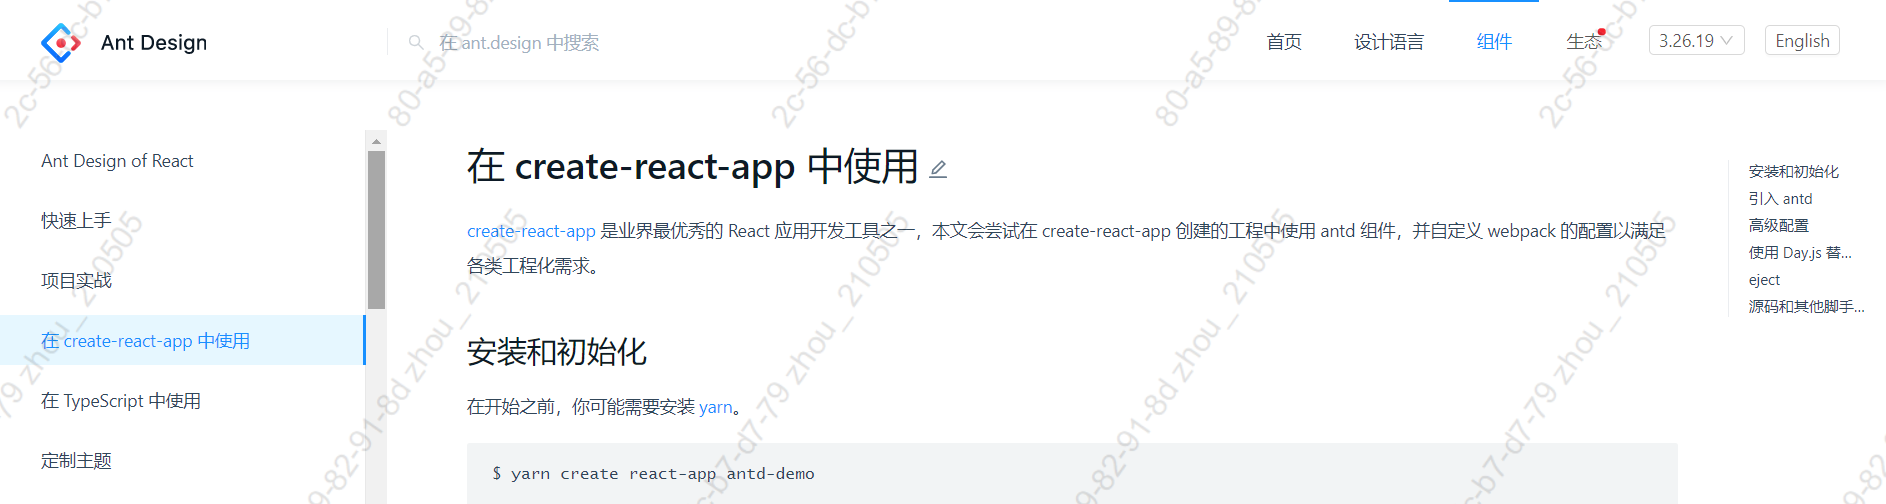 Ant Design
在 ant.design 中搜索
首页
设计语言
组件
生态
3.26.19
English
Ant Design of React
快速上手
项目实战
在 create-react-app 中使用
在 TypeScript 中使用
定制主题
在 create-react-app 中使用
create-react-app 是业界最优秀的 React 应用开发工具之一，本文会尝试在 create-react-app 创建的工程中使用 antd 组件，并自定义 webpack 的配置以满足
各类工程化需求。
安装和初始化
在开始之前，你可能需要安装 yarn。
$ yarn create react-app antd-demo
安装和初始化
引入 antd
高级配置
使用 Day.js 替...
eject
源码和其他脚手...